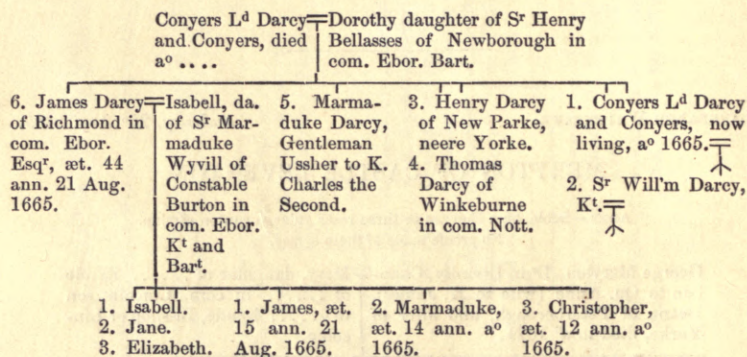 Conyers Lᵈ Darcy
and Conyers, died
aᵒ ....
Dorothy daughter of Sʳ Henry
Bellasses of Newborough in
com. Ebor. Bart.
6. James Darcy
of Richmond in
com. Ebor.
Esqʳ, æt. 44
ann. 21 Aug.
1665.
Isabell, da.
of Sʳ Mar-
maduke
Wyvill of
Constable
Burton in
com. Ebor.
Kᵗ and
Barᵗ.
5. Marma-
duke Darcy,
Gentleman
Ussher to K.
Charles the
Second.
3. Henry Darcy
of New Parke,
neere Yorke.
4. Thomas
Darcy of
Winkeburne
in com. Nott.
1. Conyers Lᵈ Darcy
and Conyers, now
living, aᵒ 1665.
2. Sʳ Will'm Darcy,
Kᵗ.
1. Isabell
2. Jane.
3. Elizabeth.
1. James, æt.
15 ann. 21
Aug. 1665.
2. Marmaduke,
æt. 14 ann. aᵒ
1665.
3. Christopher,
æt. 12 ann. aᵒ
1665.